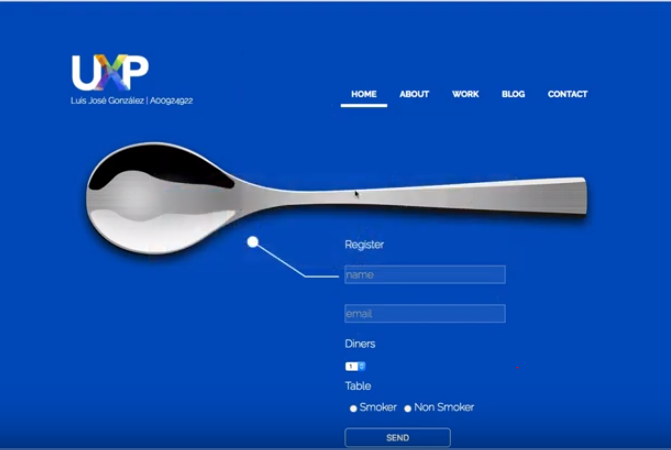 UXP
Luis José González | A00924922
HOME ABOUT WORK BLOG CONTACT
Register
name
email
Diners
1
Table
Smoker Non Smoker
SEND